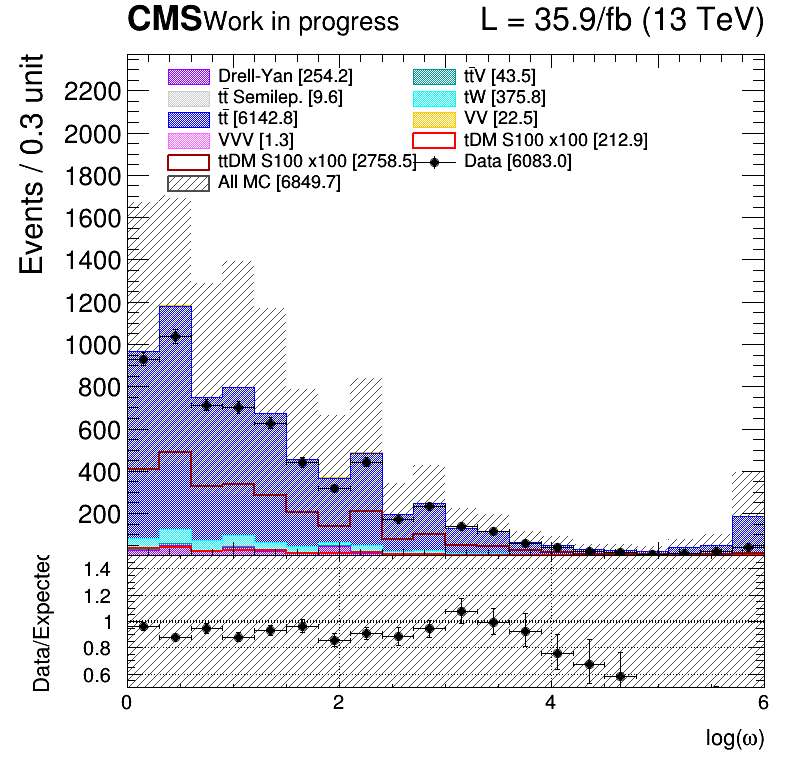 CMS Work in progress L = 35.9/fb (13 TeV)
Events / 0.3 unit
2200
2000
1800
1600
1400
1200
1000
800
600
400
200
Drell-Yan [254.2] tt̄V [43.5]
tt̄ Semilep. [9.6] tW [375.8]
tt̄ [6142.8] VV [22.5]
VVV [1.3] tDM S100 x100 [212.9]
ttDM S100 x100 [2758.5] Data [6083.0]
All MC [6849.7]
Data/Expected
1.4
1.2
1
0.8
0.6
0 2 4 6
log(ω)